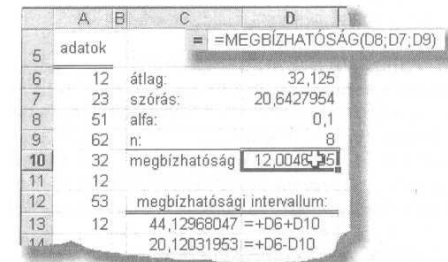 A B C D
= =MEGBÍZHATÓSÁG(D8;D7;D9)
5 adatok
6 12 átlag: 32,125
7 23 szórás: 20,6427954
8 51 alfa: 0,1
9 62 n: 8
10 32 megbízhatóság
11 12
12 53 megbízhatósági intervallum:
13 12 44,12968047 =+D6+D10
14 20,12031953 =+D6-D10